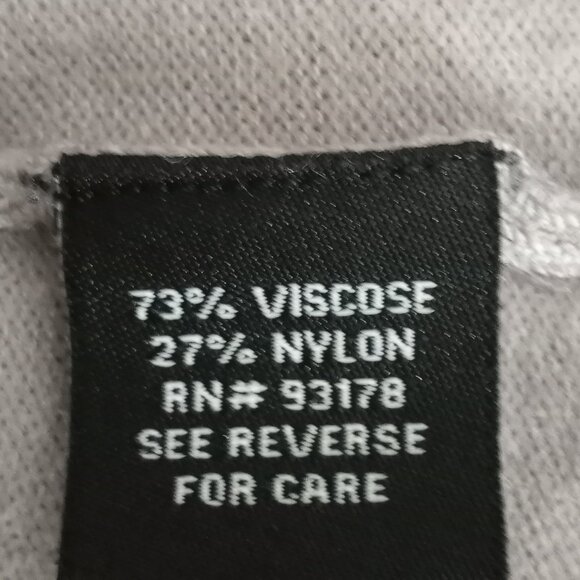 73% VISCOSE
27% NYLON
RN# 93178
SEE REVERSE
FOR CARE